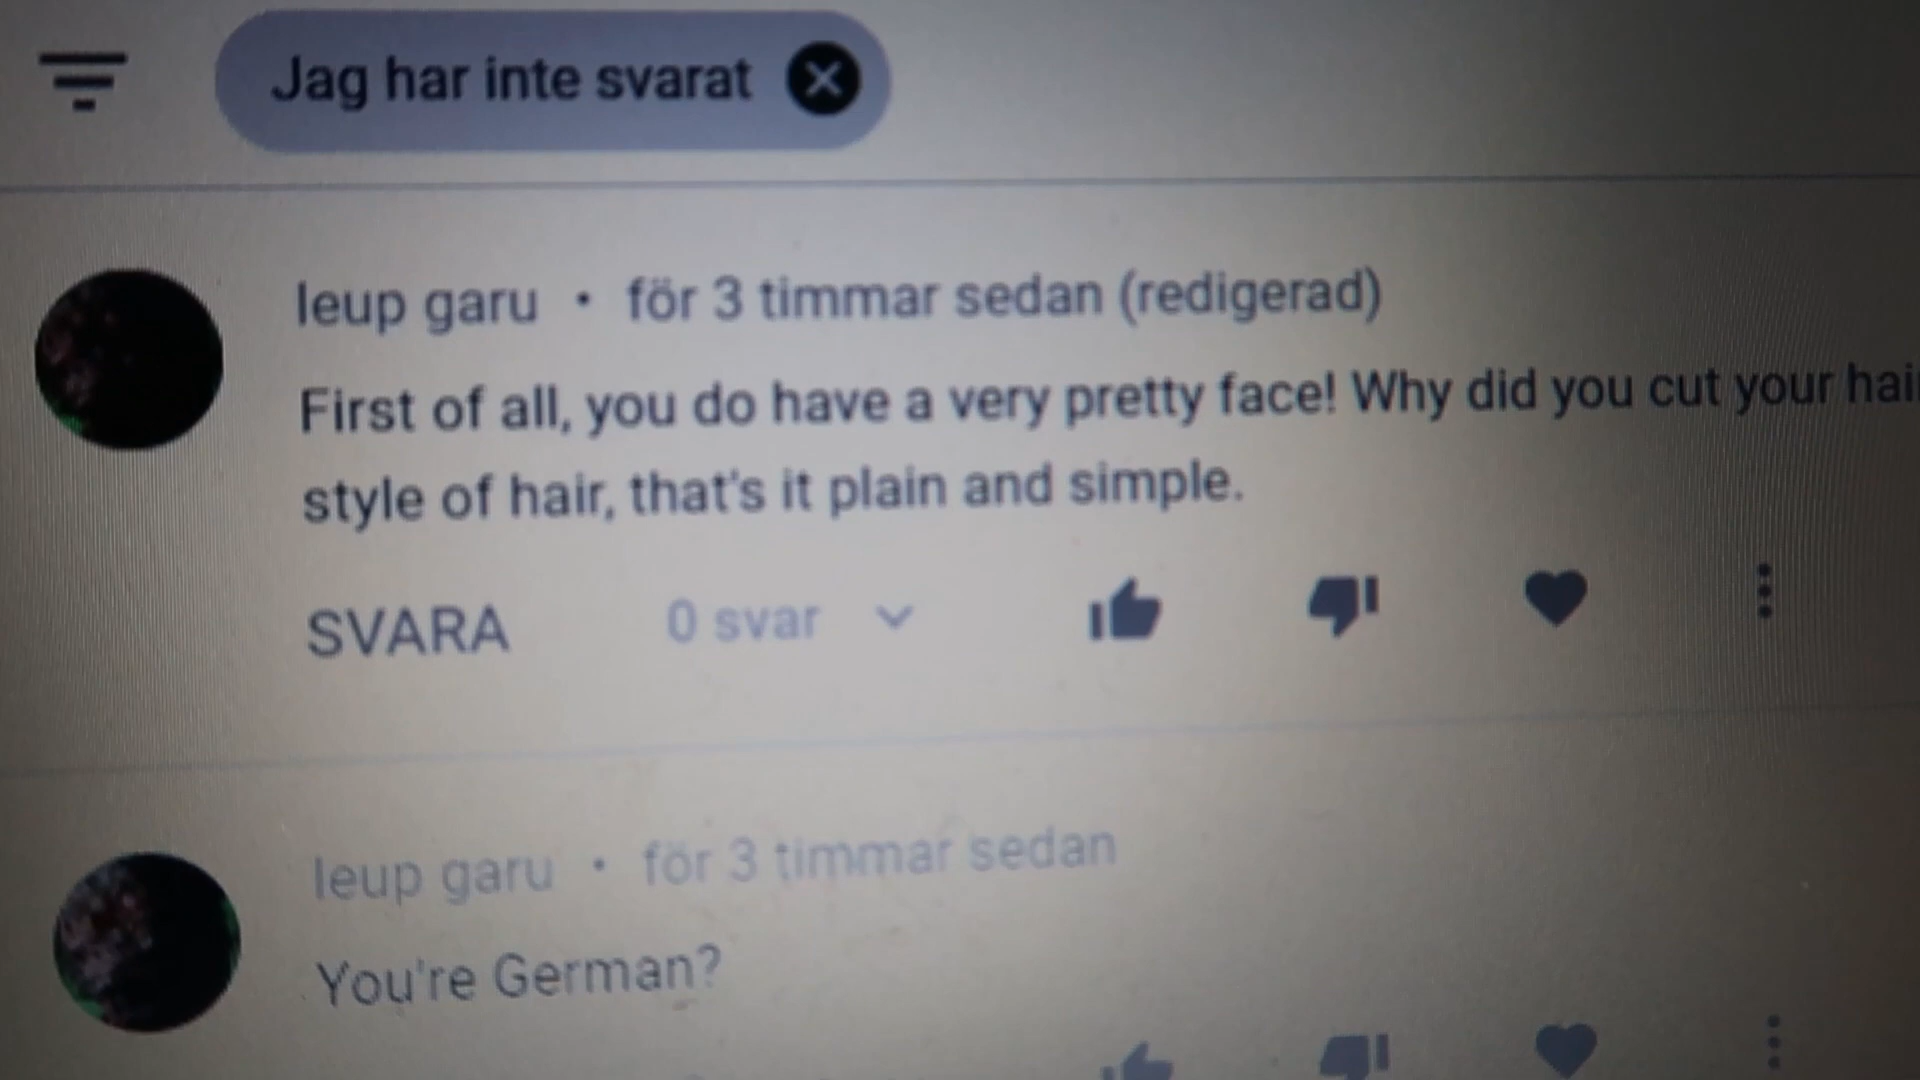 Jag har inte svarat
leup garu • för 3 timmar sedan (redigerad)
First of all, you do have a very pretty face! Why did you cut your hair
style of hair, that's it plain and simple.
SVARA 0 svar
leup garu • för 3 timmar sedan
You're German?